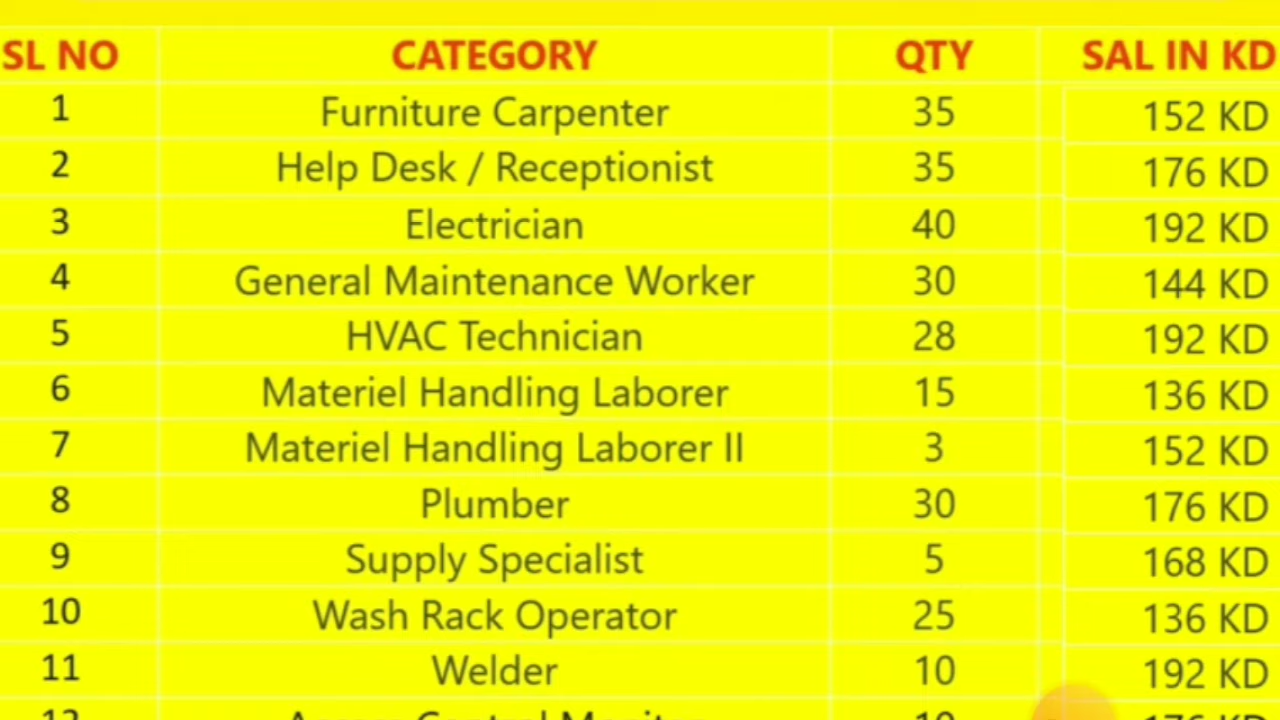 SL NO CATEGORY QTY SAL IN KD
1 Furniture Carpenter 35 152 KD
2 Help Desk / Receptionist 35 176 KD
3 Electrician 40 192 KD
4 General Maintenance Worker 30 144 KD
5 HVAC Technician 28 192 KD
6 Materiel Handling Laborer 15 136 KD
7 Materiel Handling Laborer II 3 152 KD
8 Plumber 30 176 KD
9 Supply Specialist 5 168 KD
10 Wash Rack Operator 25 136 KD
11 Welder 10 192 KD